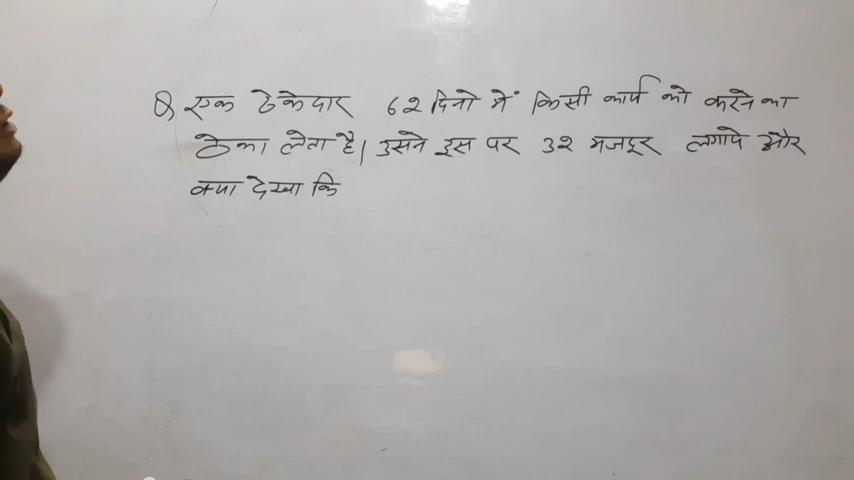 Q एक ठेकेदार 62 दिनो में किसी कार्य को करने का
ठेका लेता है। उसने इस पर 32 मजदूर लगाये और
क्या देखा कि